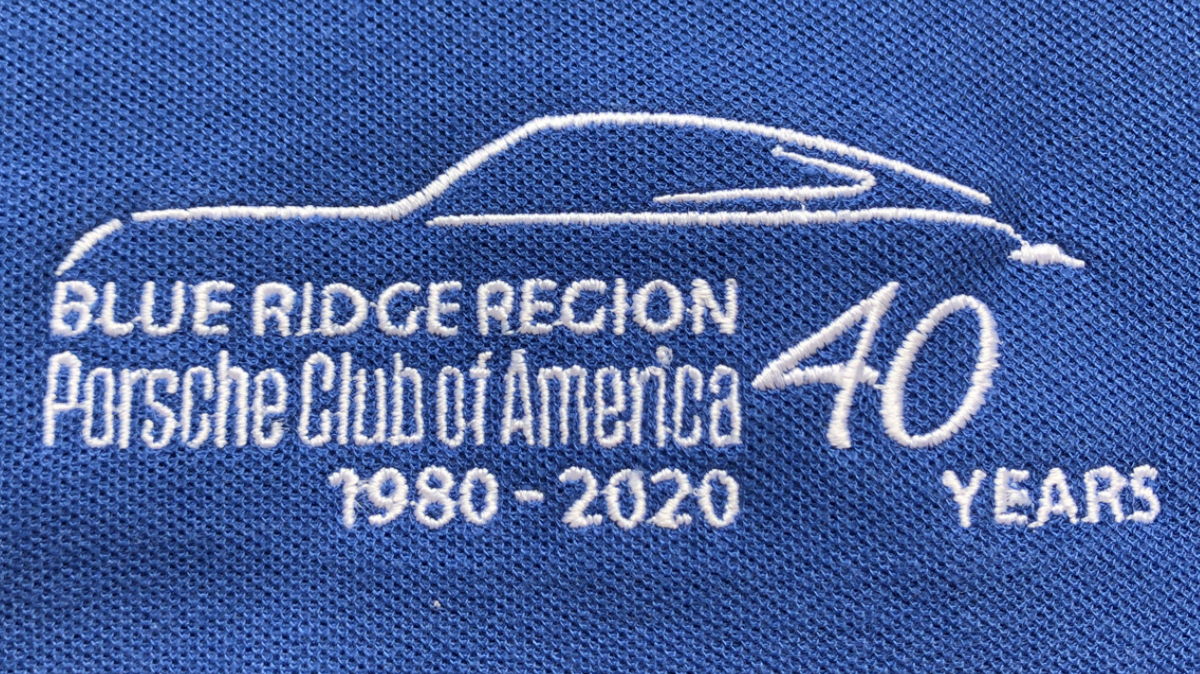 BLUE RIDGE REGION
Porsche Club of America
40
1980 - 2020
YEARS